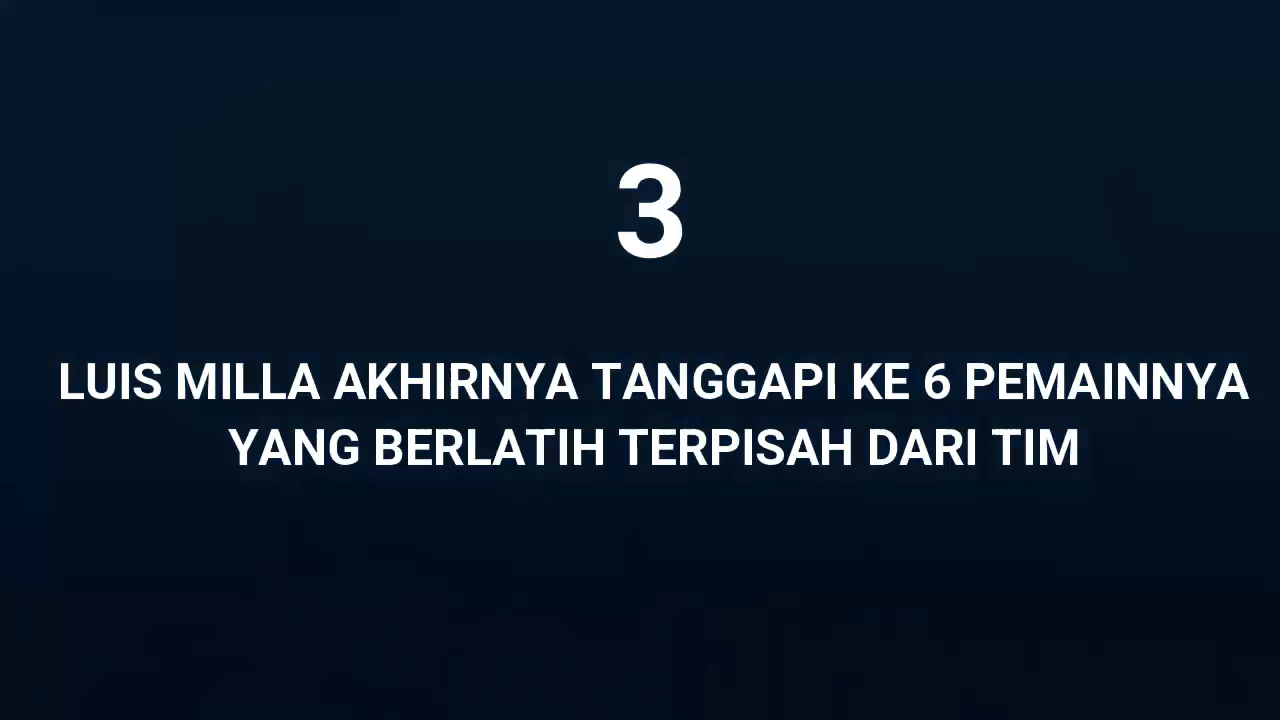 3
LUIS MILLA AKHIRNYA TANGGAPI KE 6 PEMAINNYA
YANG BERLATIH TERPISAH DARI TIM